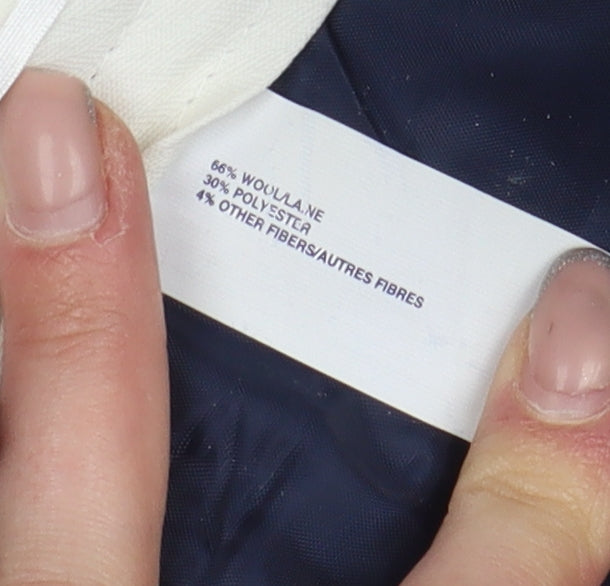 66% WOOL/LAINE
30% POLYESTER
4% OTHER FIBERS/AUTRES FIBRES